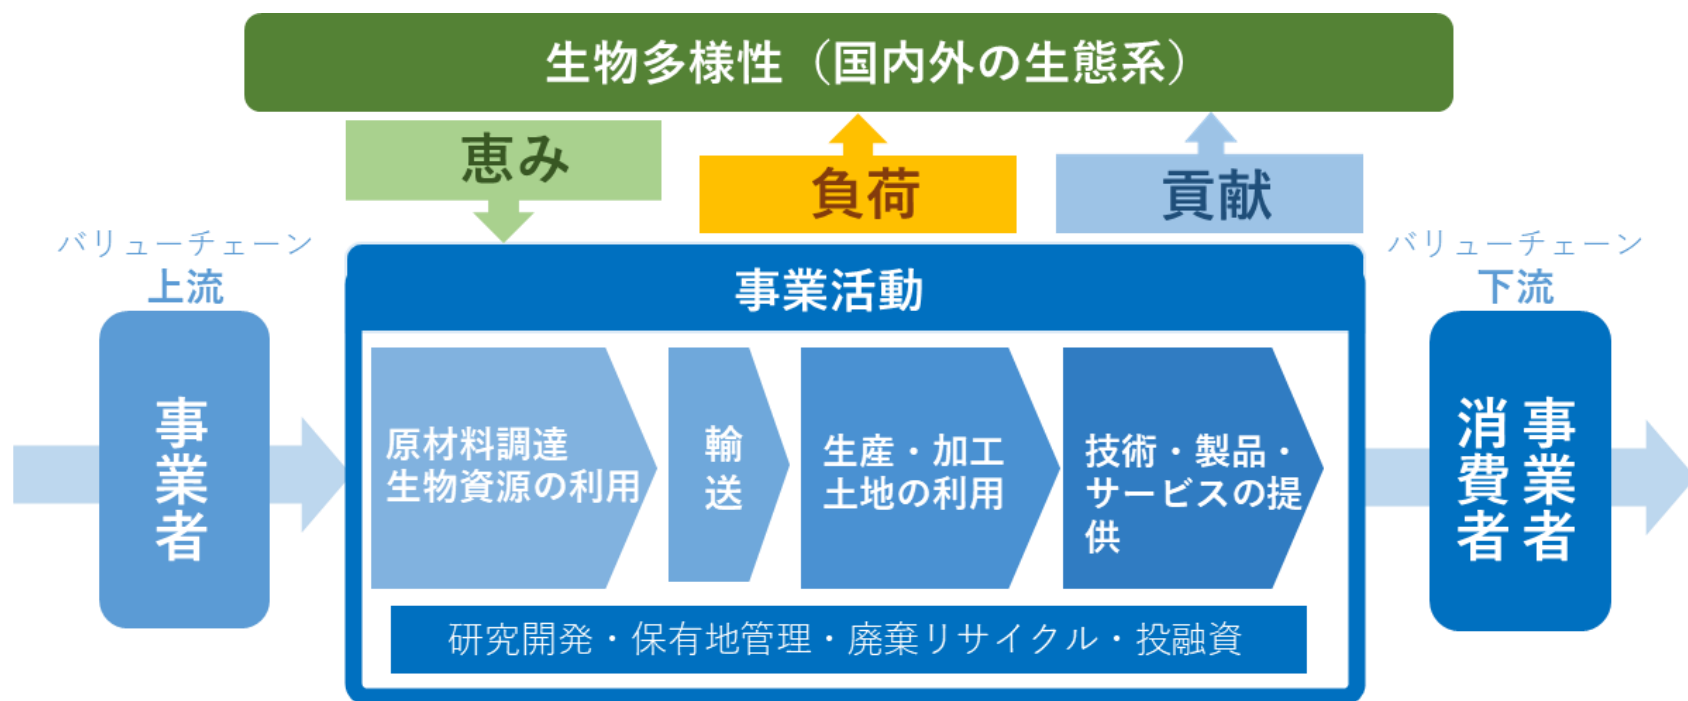 生物多様性（国内外の生態系）
恵み
負荷
貢献
バリューチェーン
上流
事業者
事業活動
原材料調達
生物資源の利用
輸送
生産・加工
土地の利用
技術・製品・
サービスの提
供
研究開発・保有地管理・廃棄リサイクル・投融資
バリューチェーン
下流
事業者
消費者